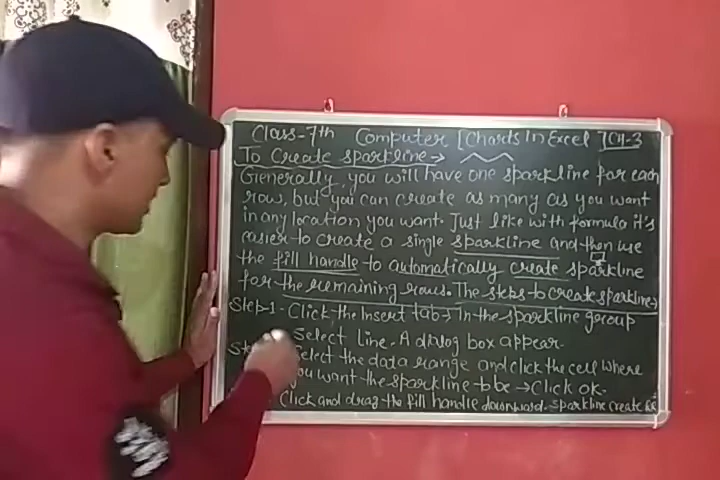 Class-7th Computer [Charts In Excel] Ch-3
To Create sparkline →
Generally, you will have one sparkline for each
row, but you can create as many as you want
in any location you want. Just like with formula it's
easier to create a single sparkline and then use
the fill handle to automatically create sparkline
for the remaining rows. The steps to create sparkline→
Step-1- Click the Insert tab→ In the sparkline group
Select Line. A dialog box appear.
Select the data range and click the cell where
you want the sparkline to be → Click ok.
Click and drag the fill handle downward. sparkline create